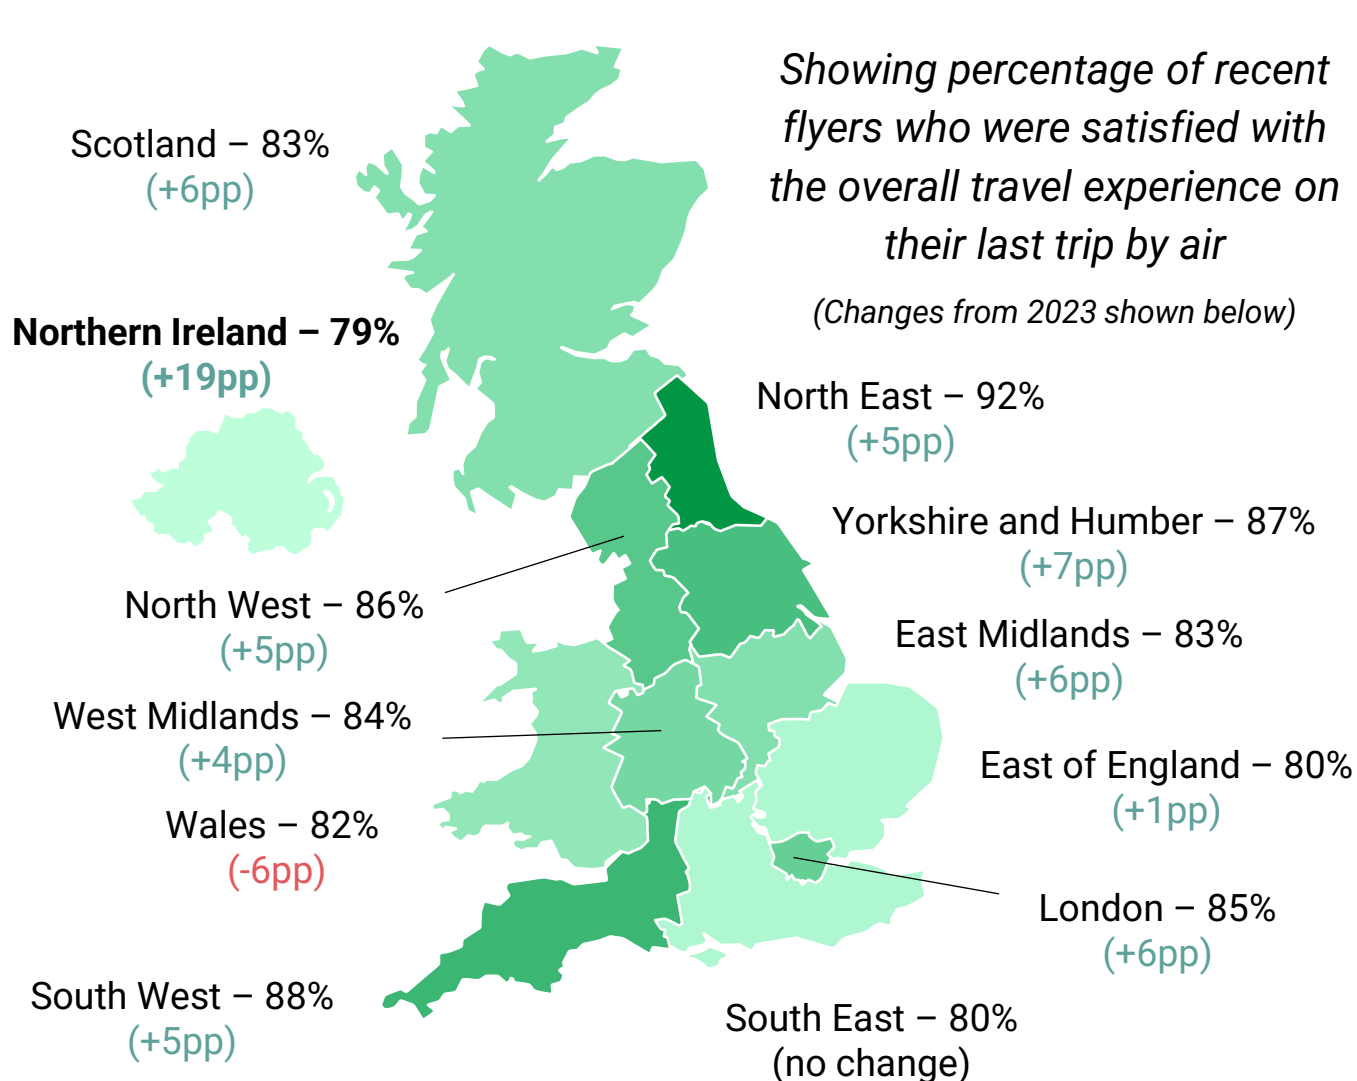 Showing percentage of recent
flyers who were satisfied with
the overall travel experience on
their last trip by air
(Changes from 2023 shown below)
Scotland – 83%
(+6pp)
Northern Ireland – 79%
(+19pp)
North East – 92%
(+5pp)
Yorkshire and Humber – 87%
(+7pp)
North West – 86%
(+5pp)
East Midlands – 83%
(+6pp)
West Midlands – 84%
(+4pp)
East of England – 80%
(+1pp)
Wales – 82%
(-6pp)
London – 85%
(+6pp)
South West – 88%
(+5pp)
South East – 80%
(no change)